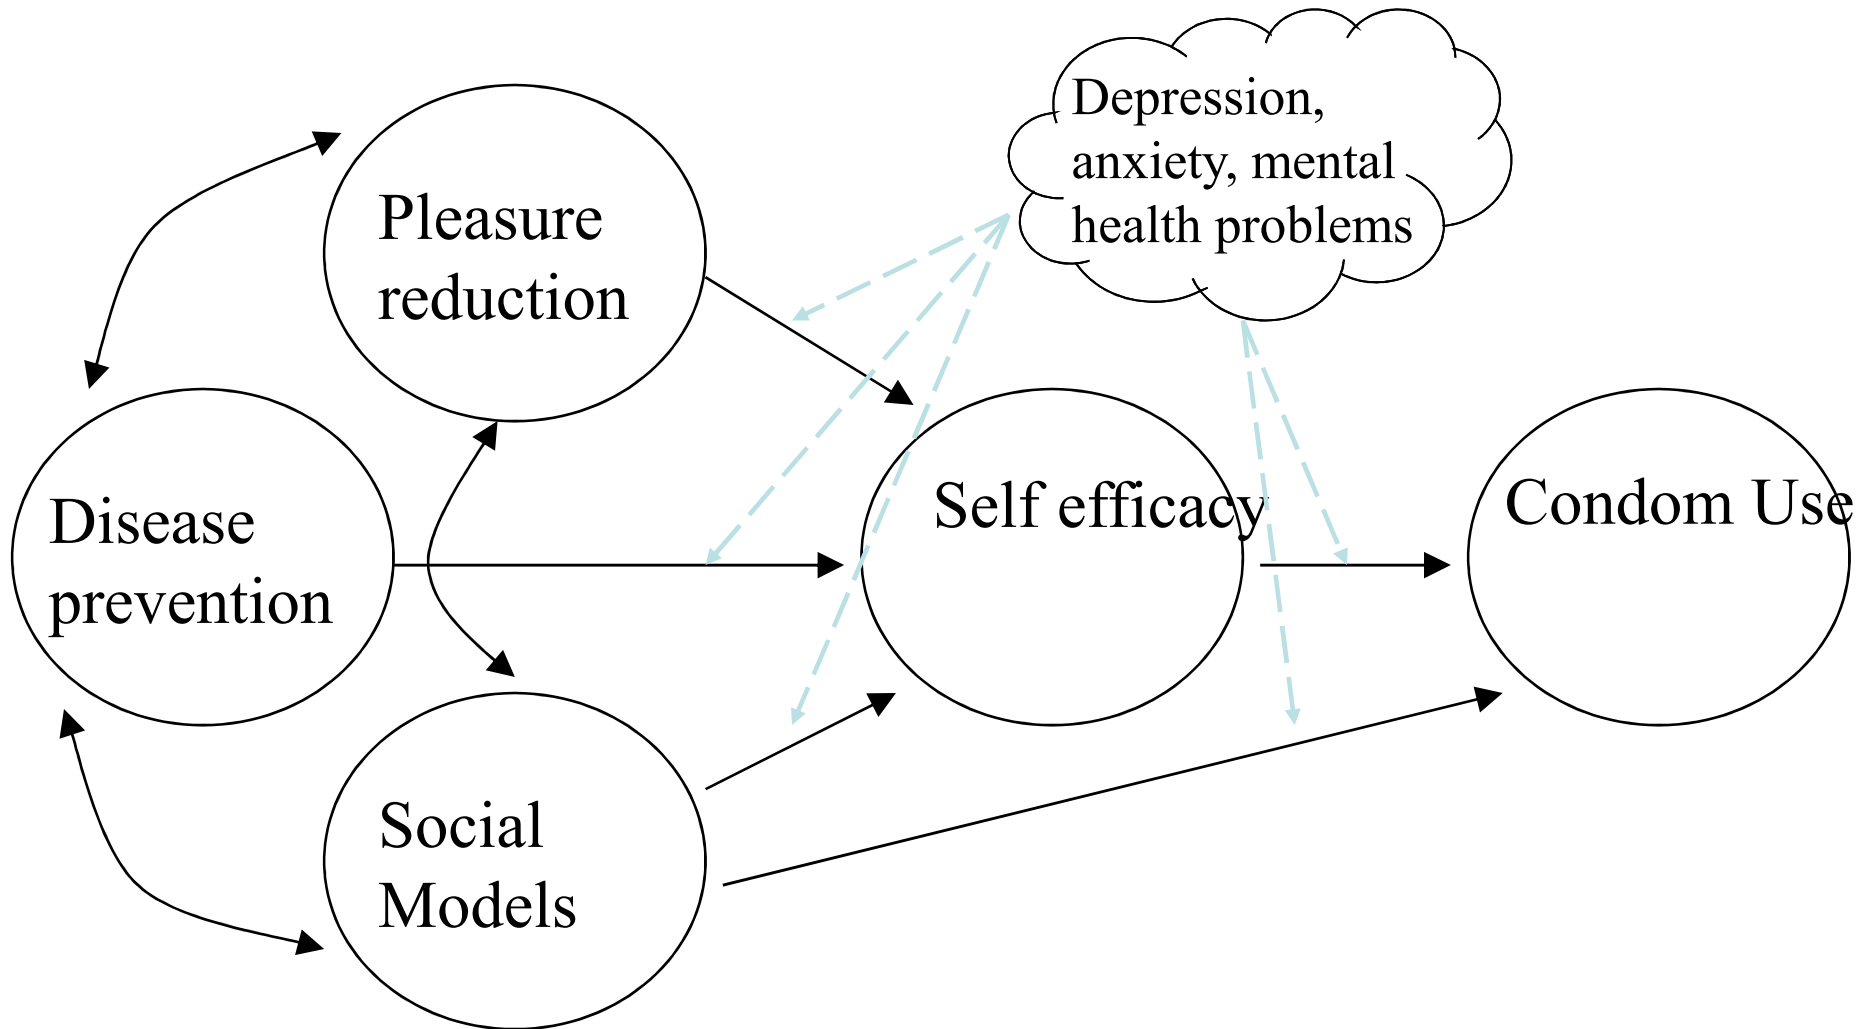 Depression,
anxiety, mental
health problems
Pleasure
reduction
Disease
prevention
Self efficacy
Condom Use
Social
Models